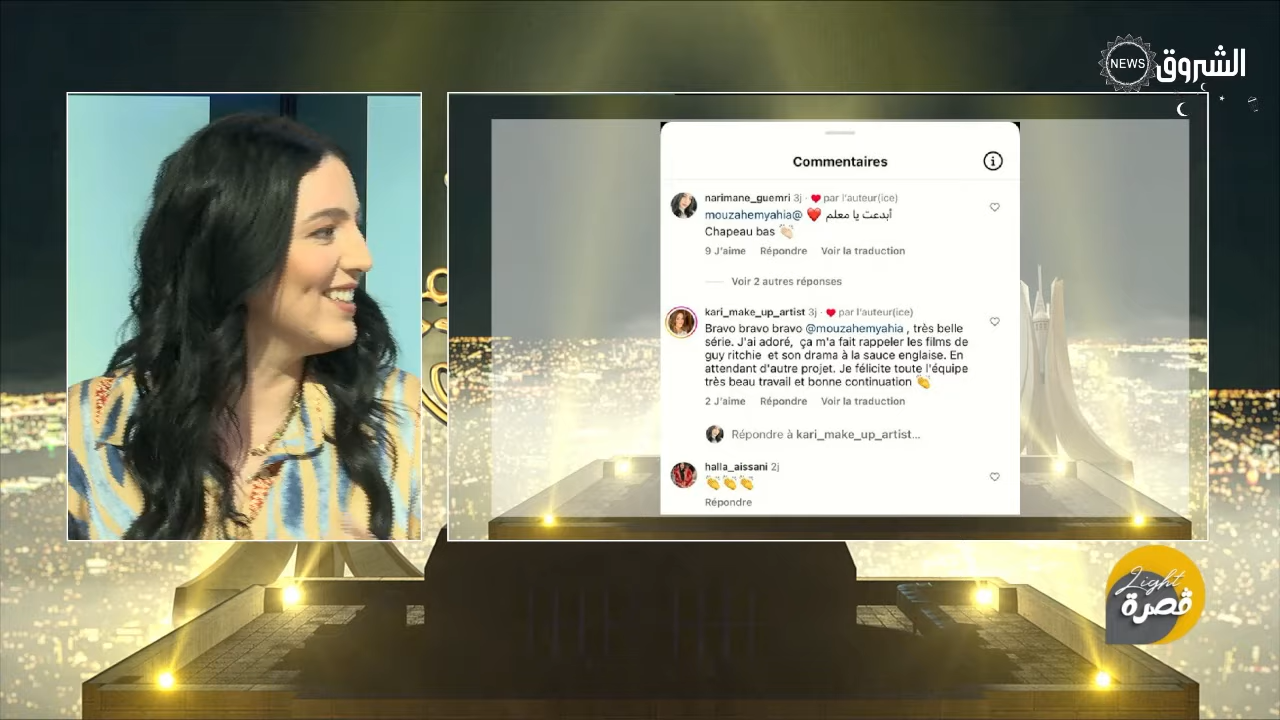 NEWS الشروق
Commentaires
narimane_guemri 3j · ❤ par l'auteur(ice)
mouzahemyahia@ ❤️ أبدعت يا معلم
Chapeau bas 👏🏻
9 J'aime Répondre Voir la traduction
Voir 2 autres réponses
kari_make_up_artist 3j · ❤ par l'auteur(ice)
Bravo bravo bravo @mouzahemyahia , très belle
série. J'ai adoré, ça m'a fait rappeler les films de
guy ritchie et son drama à la sauce englaise. En
attendant d'autre projet. Je félicite toute l'équipe
très beau travail et bonne continuation 👏
2 J'aime Répondre Voir la traduction
Répondre à kari_make_up_artist...
halla_aissani 2j
👏👏👏
Répondre
Light
قصرة